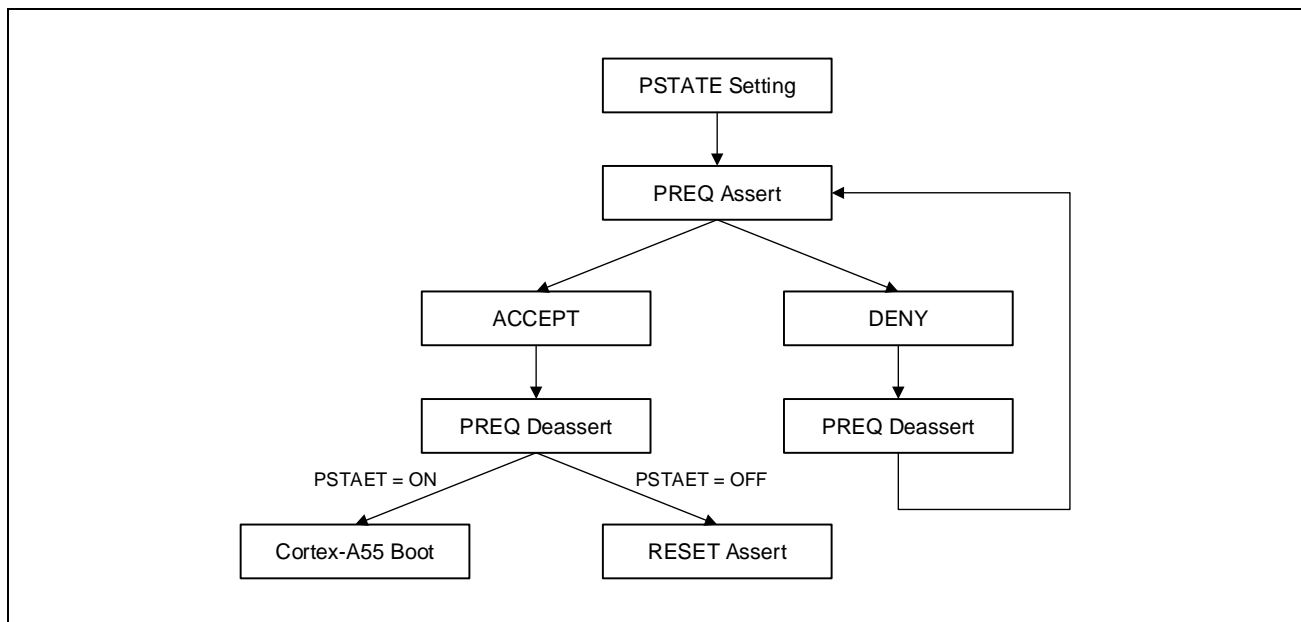 PSTATE Setting
PREQ Assert
ACCEPT
DENY
PREQ Deassert
PREQ Deassert
PSTAET = ON
PSTAET = OFF
Cortex-A55 Boot
RESET Assert